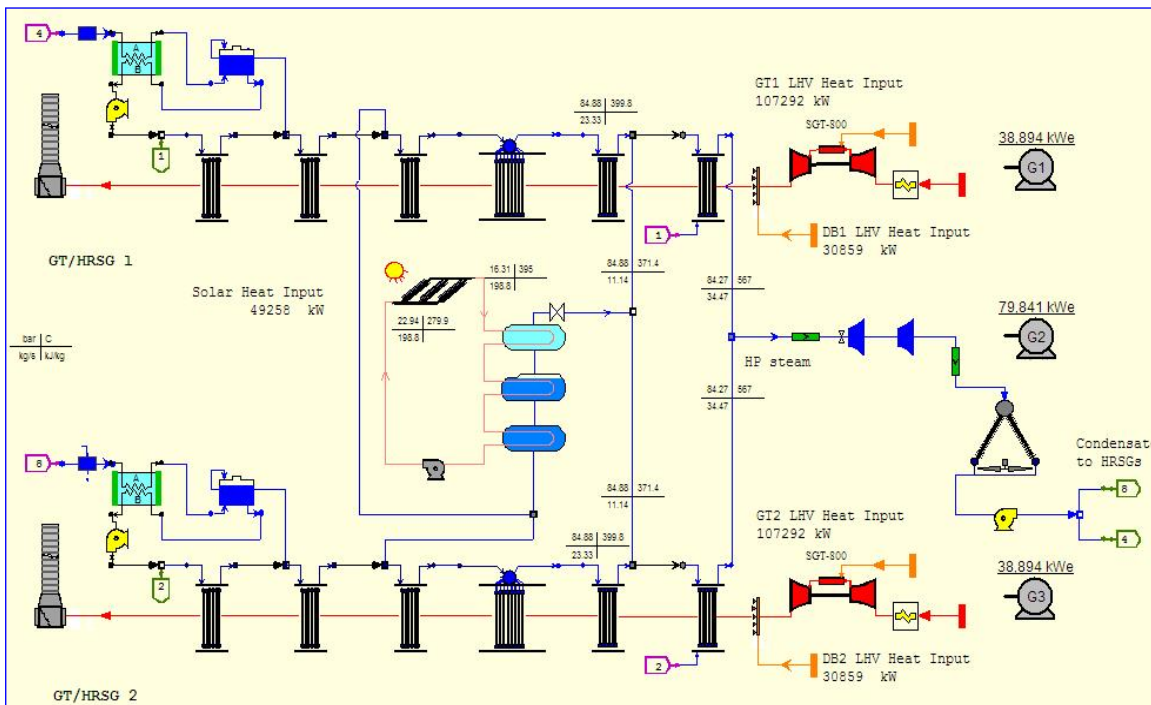 4
A
B
1
84.88 399.8
23.33
GT1 LHV Heat Input
107292 kW
SGT-800
38.894 kWe
G1
1
DB1 LHV Heat Input
30859 kW
GT/HRSG 1
Solar Heat Input
49258 kW
16.31 395
198.8
22.94 279.9
198.8
84.88 371.4
11.14
84.27 567
34.47
79.841 kWe
G2
bar C
kg/s kJ/kg
HP steam
84.27 567
34.47
Condensat
to HRSGs
8
4
6
A
B
2
84.88 371.4
11.14
84.88 399.8
23.33
GT2 LHV Heat Input
107292 kW
SGT-800
38.894 kWe
G3
2
DB2 LHV Heat Input
30859 kW
GT/HRSG 2